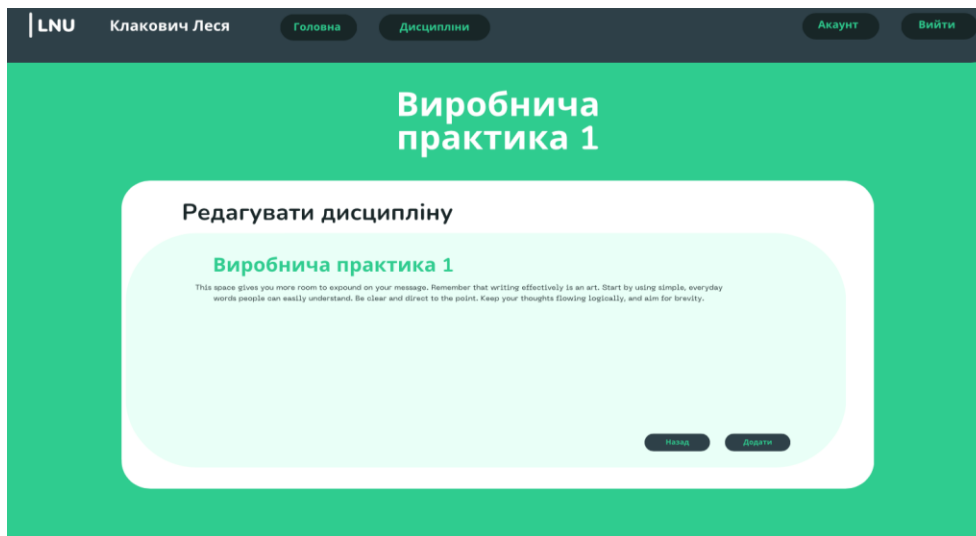 LNU Клакович Леся Головна Дисципліни Акаунт Вийти
Виробнича
практика 1
Редагувати дисципліну
Виробнича практика 1
This space gives you more room to expound on your message. Remember that writing effectively is an art. Start by using simple, everyday
words people can easily understand. Be clear and direct to the point. Keep your thoughts flowing logically, and aim for brevity.
Назад Додати